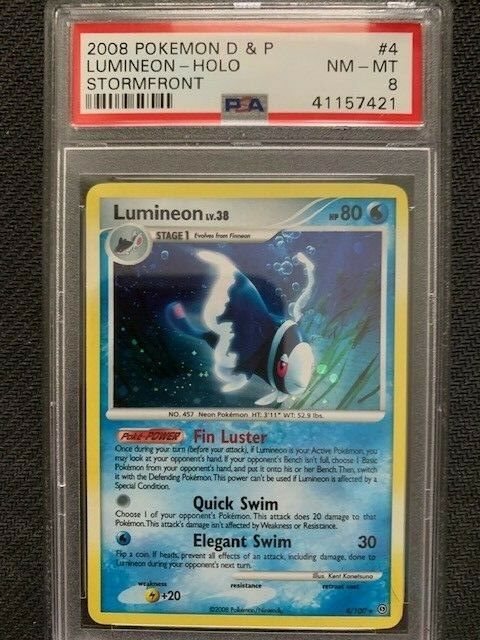 2008 POKEMON D & P #4
LUMINEON-HOLO NM-MT
STORMFRONT 8
PSA 41157421
Lumineon LV.38 HP 80
STAGE 1 Evolves from Finneon
NO. 457 Neon Pokémon HT: 3'11" WT: 52.9 lbs.
Poké-POWER Fin Luster
Once during your turn (before your attack), if Lumineon is your Active Pokémon, you
may look at your opponent's hand. If your opponent's Bench isn't full, choose 1 Basic
Pokémon from your opponent's hand, and put it onto his or her Bench. Then, switch
it with the Defending Pokémon. This power can't be used if Lumineon is affected by a
Special Condition.
Quick Swim
Choose 1 of your opponent's Pokémon. This attack does 20 damage to that
Pokémon. This attack's damage isn't affected by Weakness or Resistance.
Elegant Swim 30
Flip a coin. If heads, prevent all effects of an attack, including damage, done to
Lumineon during your opponent's next turn.
Illus. Kent Kanetsuna
weakness resistance retreat cost
+20
©2008 Pokémon/Nintendo 4/100